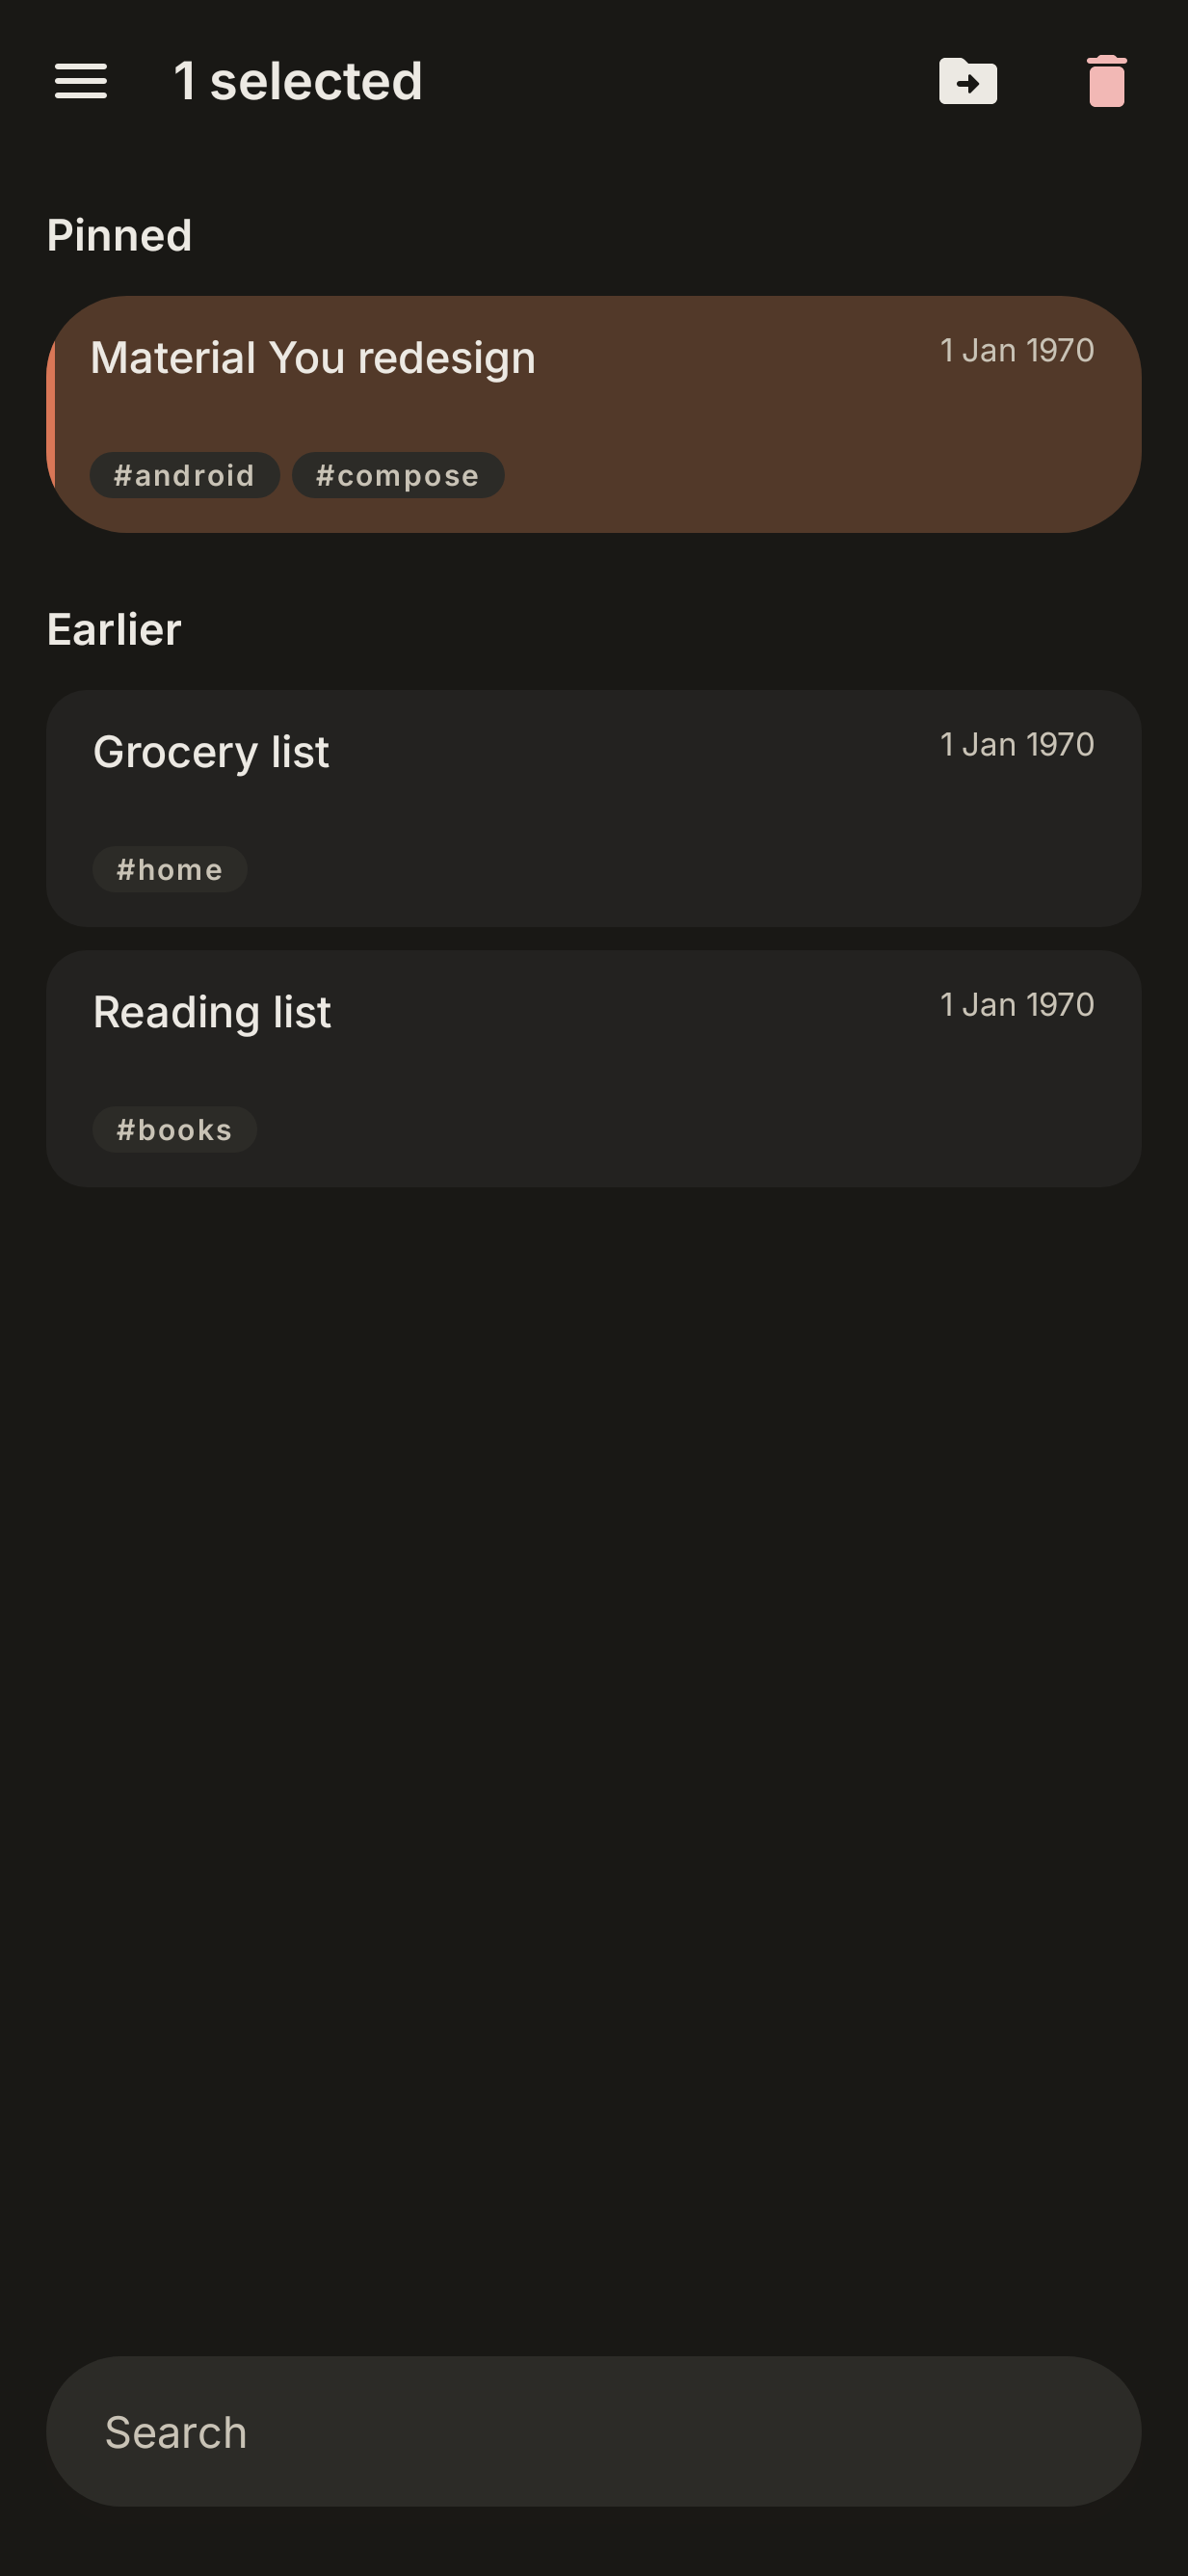 1 selected
Pinned
Material You redesign
1 Jan 1970
#android #compose
Earlier
Grocery list
1 Jan 1970
#home
Reading list
1 Jan 1970
#books
Search